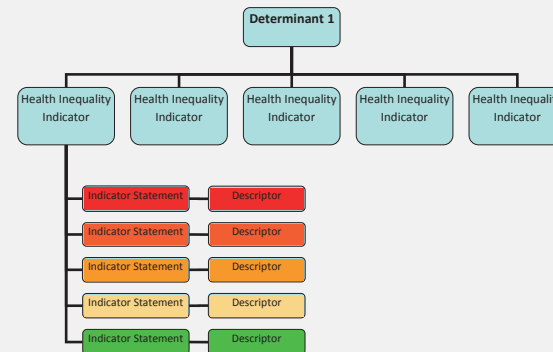 Determinant 1
Health Inequality
Indicator
Health Inequality
Indicator
Health Inequality
Indicator
Health Inequality
Indicator
Health Inequality
Indicator
Indicator Statement Descriptor
Indicator Statement Descriptor
Indicator Statement Descriptor
Indicator Statement Descriptor
Indicator Statement Descriptor